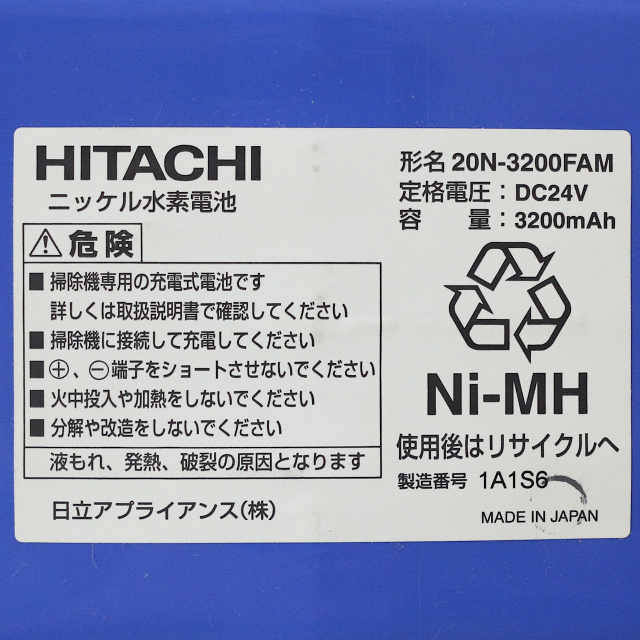 HITACHI
ニッケル水素電池
⚠危険
■掃除機専用の充電式電池です
詳しくは取扱説明書で確認してください
■掃除機に接続して充電してください
■⊕、⊖端子をショートさせないでください
■火中投入や加熱をしないでください
■分解や改造をしないでください
液もれ、発熱、破裂の原因となります
日立アプライアンス(株)
形名 20N-3200FAM
定格電圧：DC24V
容 量：3200mAh
Ni-MH
使用後はリサイクルへ
製造番号 1A1S6
MADE IN JAPAN